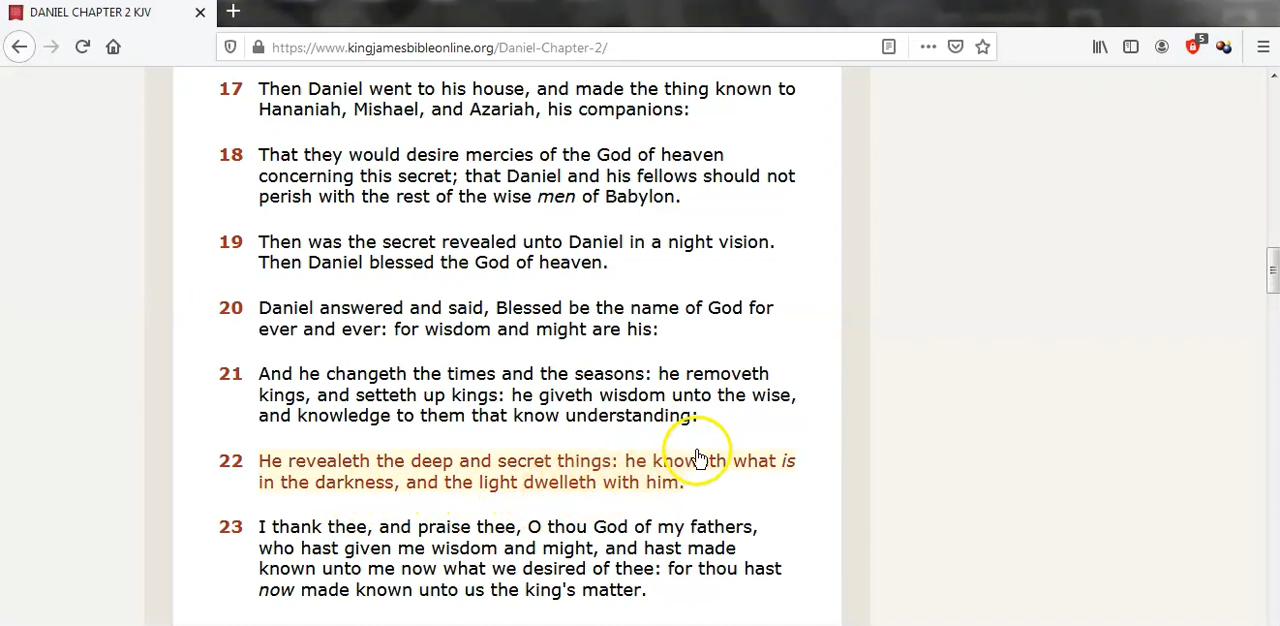 DANIEL CHAPTER 2 KJV
https://www.kingjamesbibleonline.org/Daniel-Chapter-2/
5
17 Then Daniel went to his house, and made the thing known to
Hananiah, Mishael, and Azariah, his companions:
18 That they would desire mercies of the God of heaven
concerning this secret; that Daniel and his fellows should not
perish with the rest of the wise men of Babylon.
19 Then was the secret revealed unto Daniel in a night vision.
Then Daniel blessed the God of heaven.
20 Daniel answered and said, Blessed be the name of God for
ever and ever: for wisdom and might are his:
21 And he changeth the times and the seasons: he removeth
kings, and setteth up kings: he giveth wisdom unto the wise,
and knowledge to them that know understanding:
22 He revealeth the deep and secret things: he knoweth what is
in the darkness, and the light dwelleth with him.
23 I thank thee, and praise thee, O thou God of my fathers,
who hast given me wisdom and might, and hast made
known unto me now what we desired of thee: for thou hast
now made known unto us the king's matter.